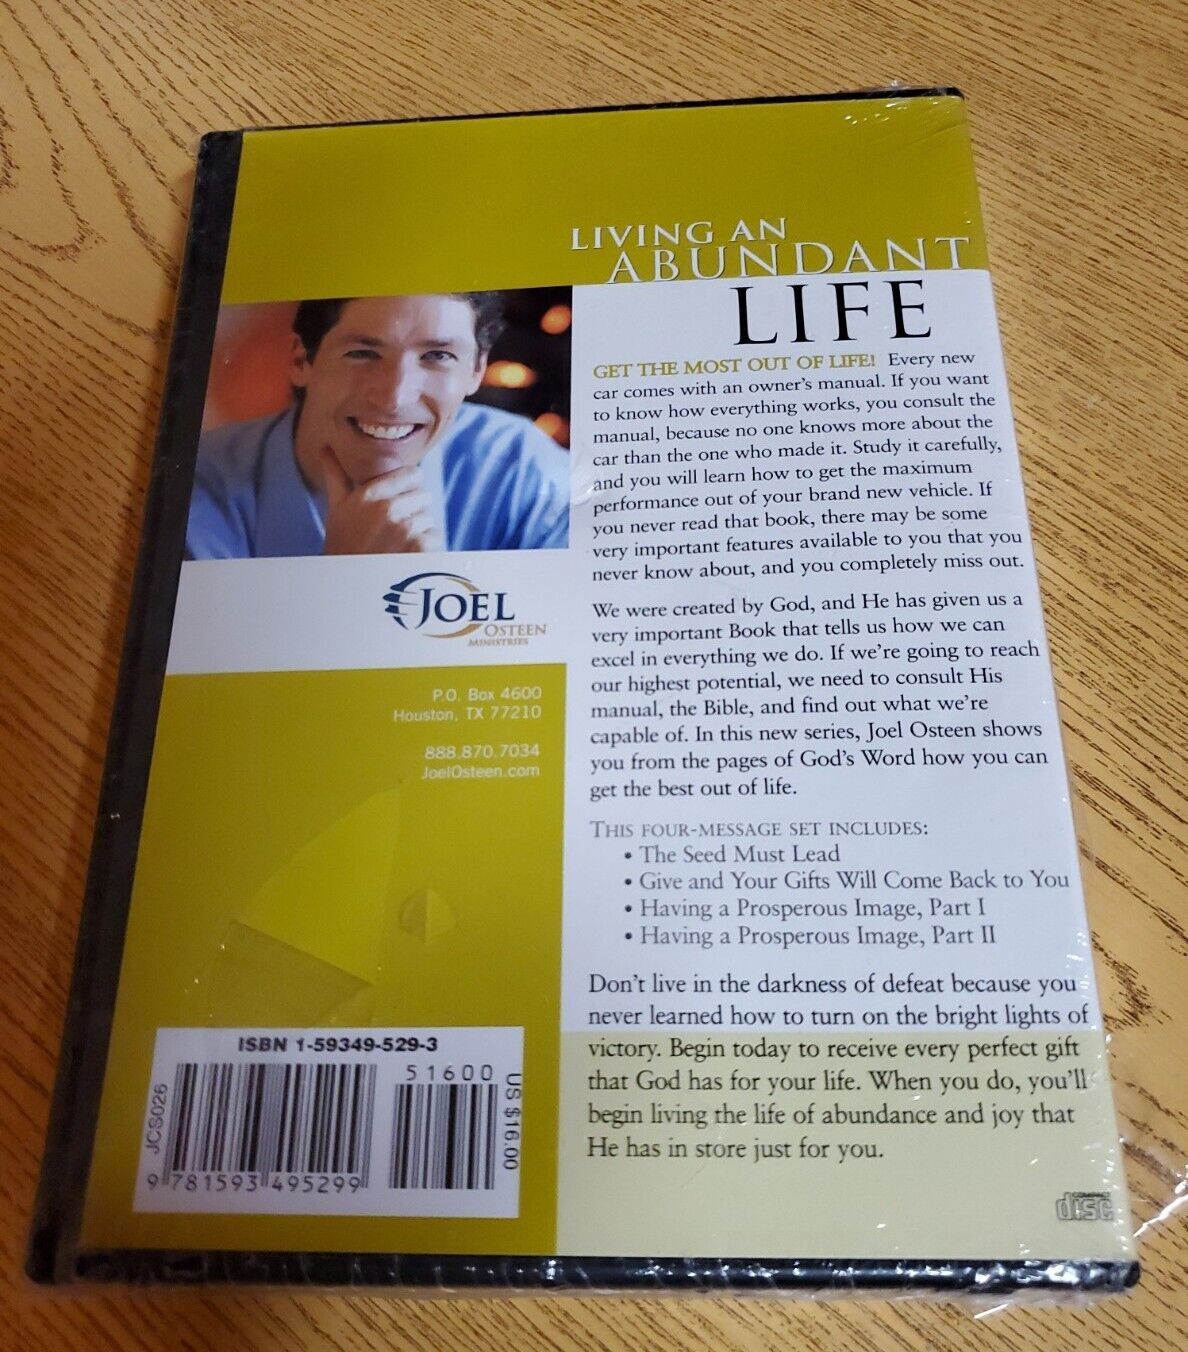 LIVING AN
ABUNDANT
LIFE
GET THE MOST OUT OF LIFE! Every new
car comes with an owner's manual. If you want
to know how everything works, you consult the
manual, because no one knows more about the
car than the one who made it. Study it carefully,
and you will learn how to get the maximum
performance out of your brand new vehicle. If
you never read that book, there may be some
very important features available to you that you
never know about, and you completely miss out.
We were created by God, and He has given us a
very important Book that tells us how we can
excel in everything we do. If we're going to reach
our highest potential, we need to consult His
manual, the Bible, and find out what we're
capable of. In this new series, Joel Osteen shows
you from the pages of God's Word how you can
get the best out of life.
THIS FOUR-MESSAGE SET INCLUDES:
• The Seed Must Lead
• Give and Your Gifts Will Come Back to You
• Having a Prosperous Image, Part I
• Having a Prosperous Image, Part II
Don't live in the darkness of defeat because you
never learned how to turn on the bright lights of
victory. Begin today to receive every perfect gift
that God has for your life. When you do, you'll
begin living the life of abundance and joy that
He has in store just for you.
JOEL
OSTEEN
MINISTRIES
P.O. Box 4600
Houston, TX 77210
888.870.7034
JoelOsteen.com
ISBN 1-59349-529-3
51600
US $16.00
JCS026
9 781593 495299
COMPACT
disc